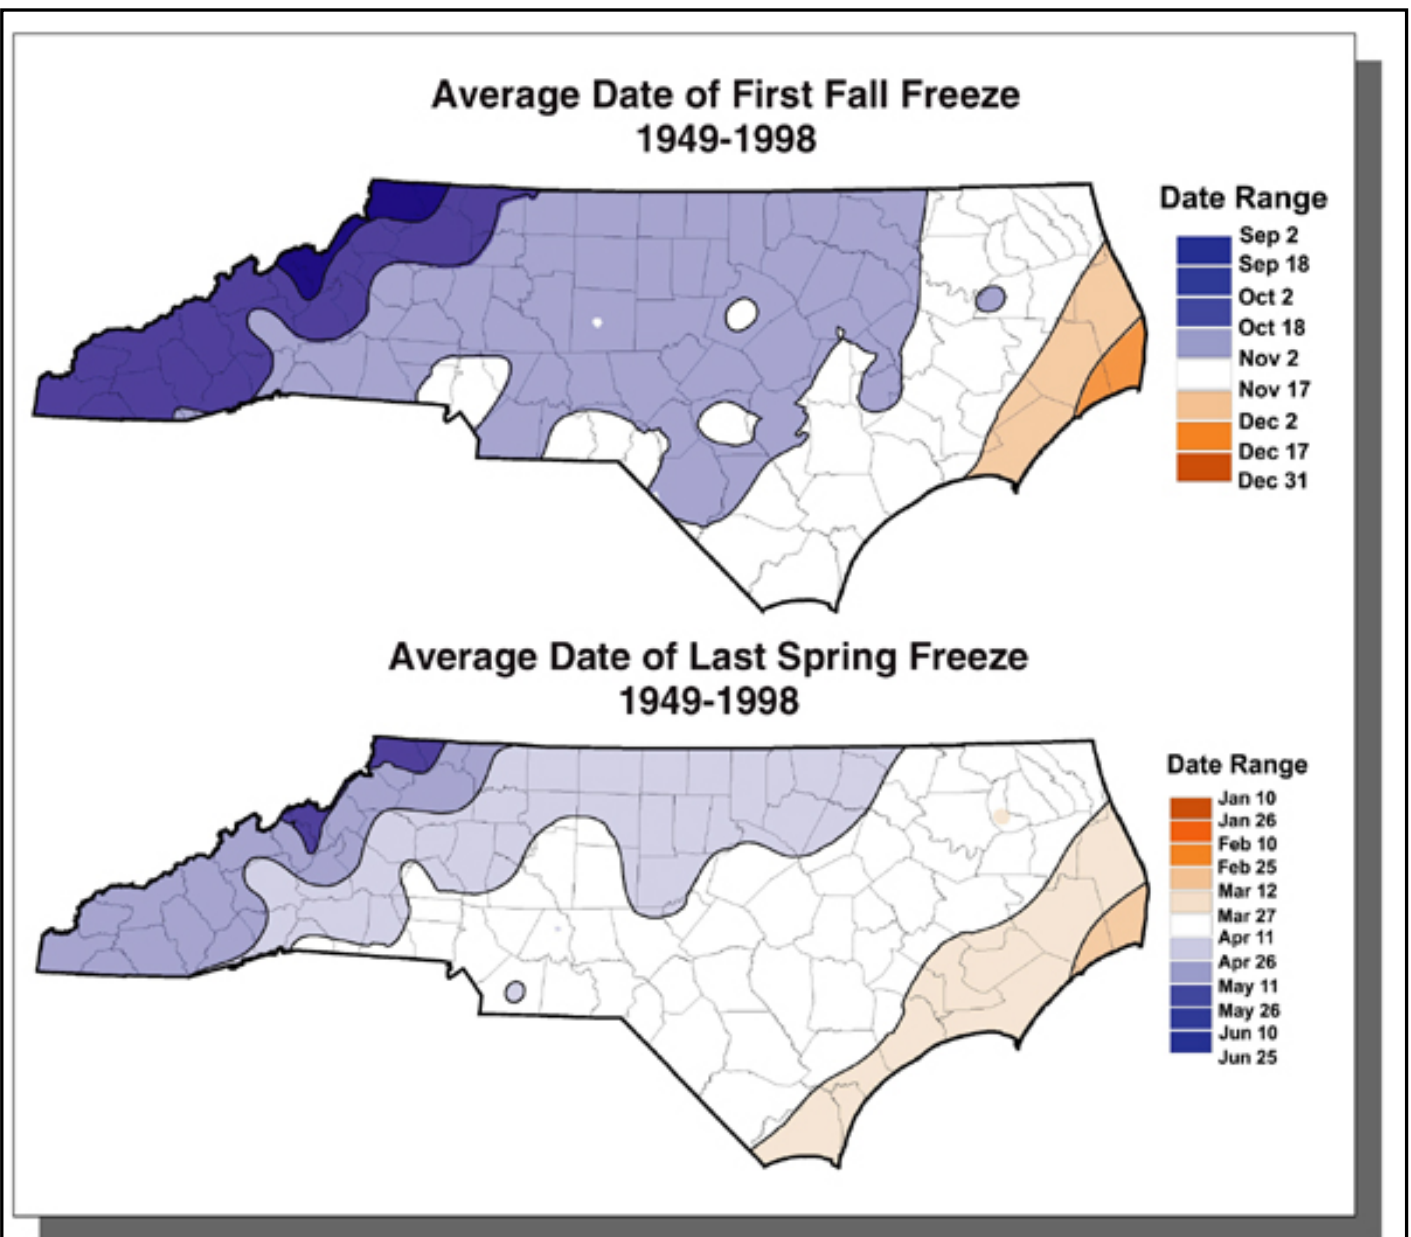 Average Date of First Fall Freeze
1949-1998
Date Range
Sep 2
Sep 18
Oct 2
Oct 18
Nov 2
Nov 17
Dec 2
Dec 17
Dec 31
Average Date of Last Spring Freeze
1949-1998
Date Range
Jan 10
Jan 26
Feb 10
Feb 25
Mar 12
Mar 27
Apr 11
Apr 26
May 11
May 26
Jun 10
Jun 25